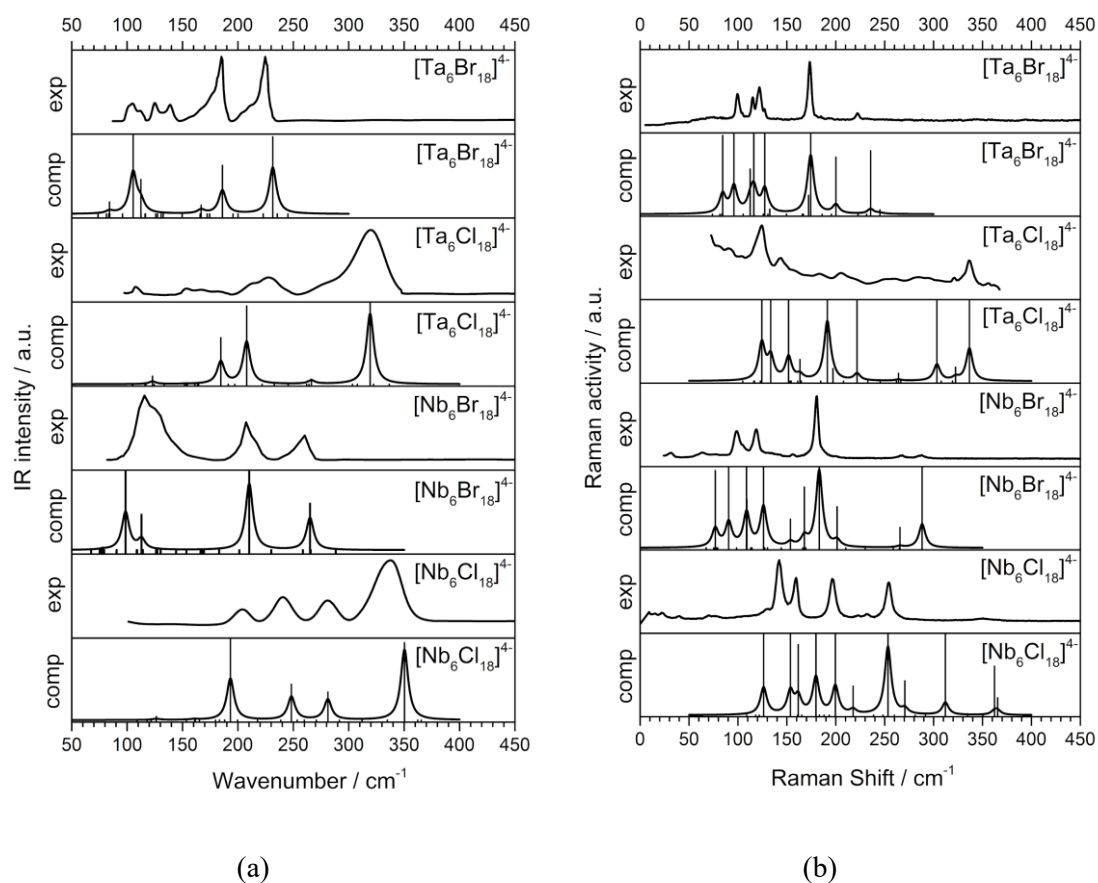 50 100 150 200 250 300 350 400 450
exp [Ta6Br18]4-
comp [Ta6Br18]4-
exp [Ta6Cl18]4-
comp [Ta6Cl18]4-
exp [Nb6Br18]4-
comp [Nb6Br18]4-
exp [Nb6Cl18]4-
comp [Nb6Cl18]4-
IR intensity / a.u.
50 100 150 200 250 300 350 400 450
Wavenumber / cm-1
(a)
0 50 100 150 200 250 300 350 400 450
exp [Ta6Br18]4-
comp [Ta6Br18]4-
exp [Ta6Cl18]4-
comp [Ta6Cl18]4-
exp [Nb6Br18]4-
comp [Nb6Br18]4-
exp [Nb6Cl18]4-
comp [Nb6Cl18]4-
Raman activity / a.u.
0 50 100 150 200 250 300 350 400 450
Raman Shift / cm-1
(b)